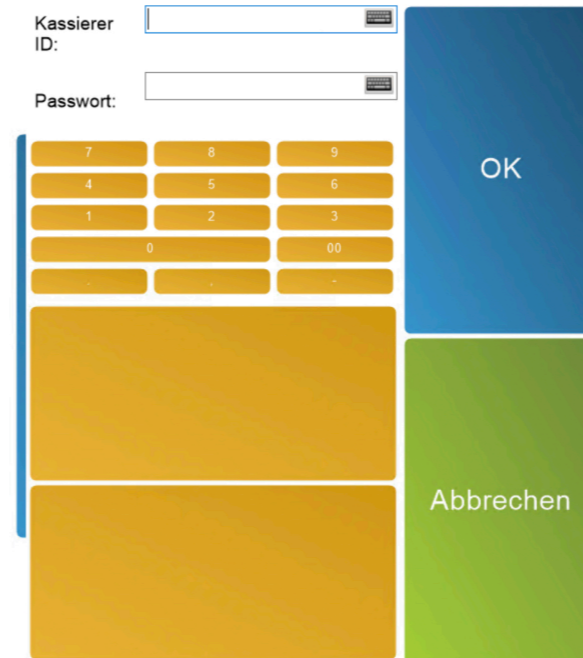 Kassierer
ID:
Passwort:
7 8 9
4 5 6
1 2 3
0 00
. , -
OK
Abbrechen